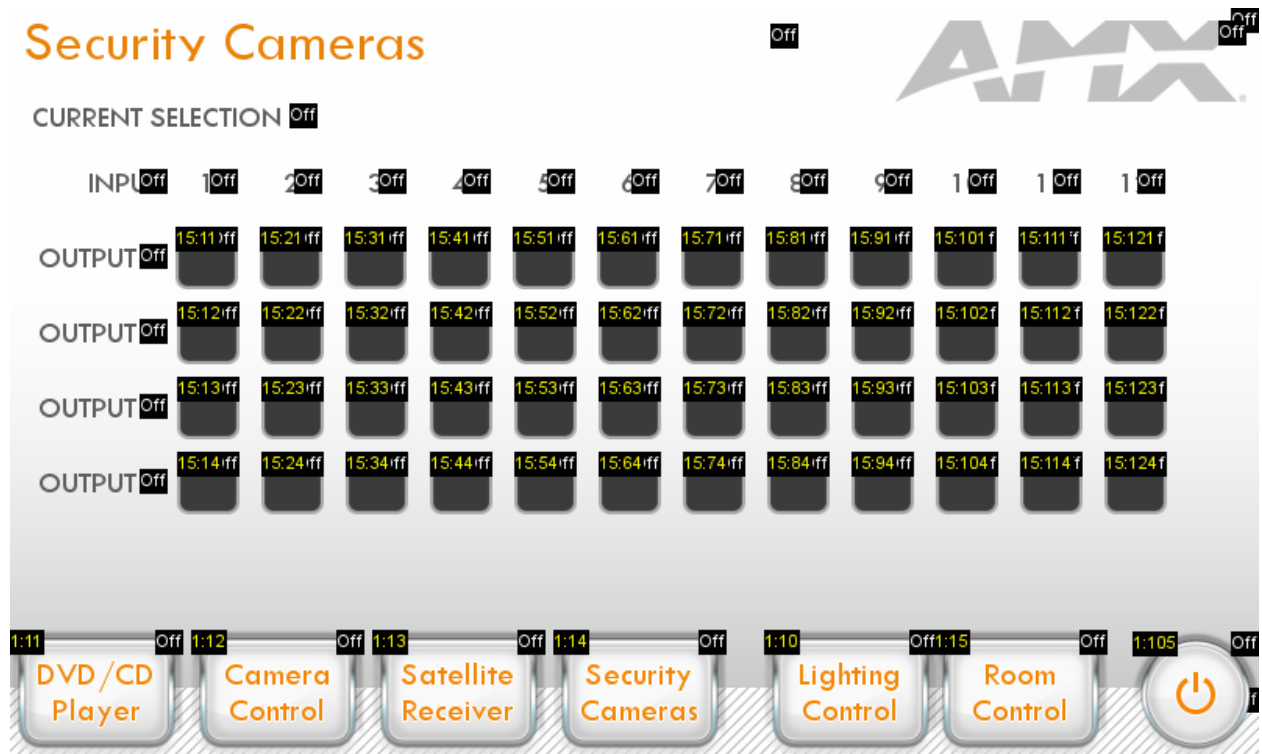 Security Cameras
Off
AMX
Off
Off
CURRENT SELECTION Off
Off 1 Off 2 Off 3 Off 4 Off 5 Off 6 Off 7 Off 8 Off 9 Off Off Off Off
OUTPUT Off 15:11 15:21 15:31 15:41 15:51 15:61 15:71 15:81 15:91 15:101 15:111 15:121
OUTPUT Off 15:12 15:22 15:32 15:42 15:52 15:62 15:72 15:82 15:92 15:102 15:112 15:122
OUTPUT Off 15:13 15:23 15:33 15:43 15:53 15:63 15:73 15:83 15:93 15:103 15:113 15:123
OUTPUT Off 15:14 15:24 15:34 15:44 15:54 15:64 15:74 15:84 15:94 15:104 15:114 15:124
1:11 Off 1:12 Off 1:13 Off 1:14 Off 1:10 Off 1:15 Off 1:105 Off
DVD/CD Player
Camera Control
Satellite Receiver
Security Cameras
Lighting Control
Room Control